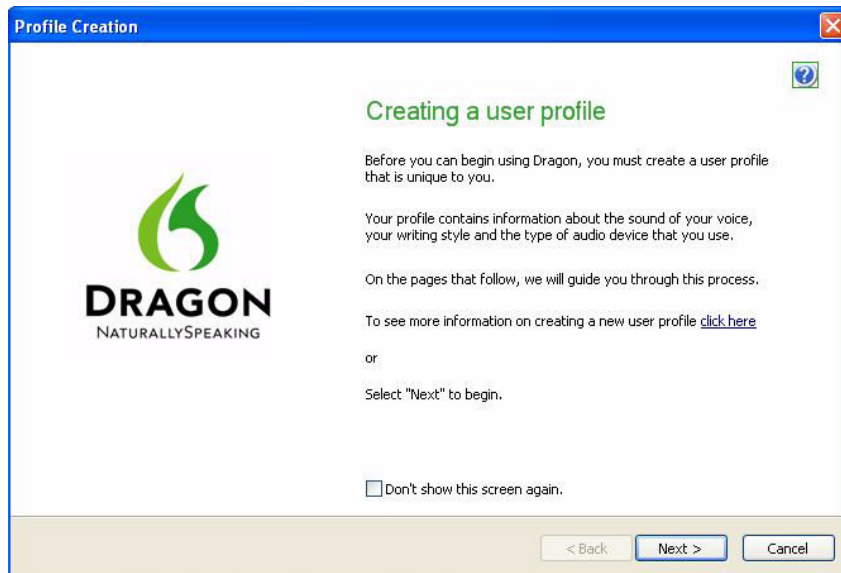 Profile Creation
Creating a user profile
Before you can begin using Dragon, you must create a user profile
that is unique to you.
Your profile contains information about the sound of your voice,
your writing style and the type of audio device that you use.
On the pages that follow, we will guide you through this process.
To see more information on creating a new user profile click here
or
Select "Next" to begin.
DRAGON
NATURALLYSPEAKING
Don't show this screen again.
< Back
Next >
Cancel